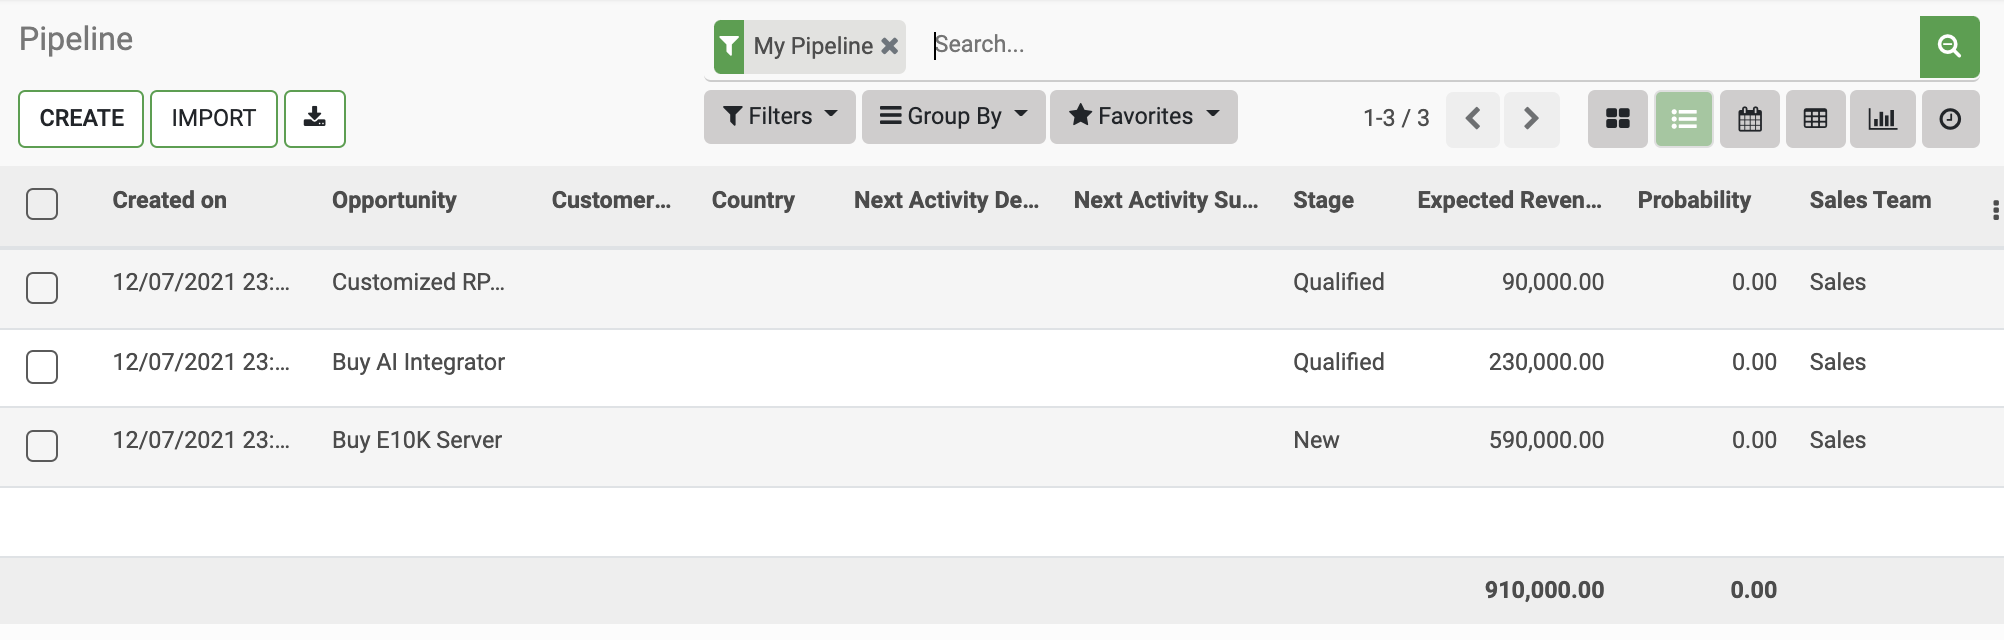 Pipeline
My Pipeline Search...
CREATE IMPORT Filters Group By Favorites 1-3 / 3
Created on Opportunity Customer... Country Next Activity De... Next Activity Su... Stage Expected Reven... Probability Sales Team
12/07/2021 23:... Customized RP... Qualified 90,000.00 0.00 Sales
12/07/2021 23:... Buy AI Integrator Qualified 230,000.00 0.00 Sales
12/07/2021 23:... Buy E10K Server New 590,000.00 0.00 Sales
910,000.00 0.00